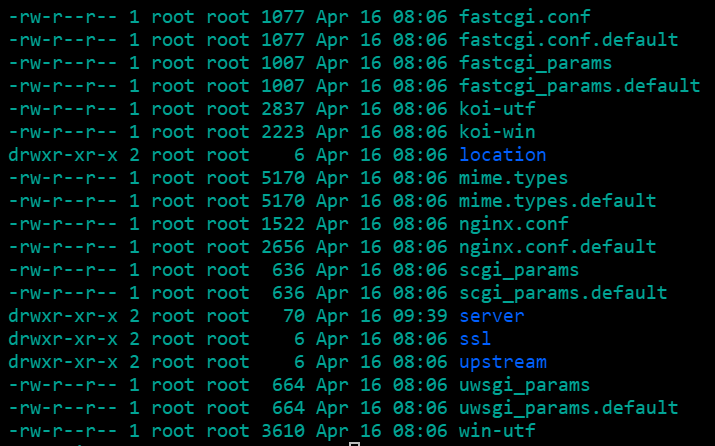 -rw-r--r-- 1 root root 1077 Apr 16 08:06 fastcgi.conf
-rw-r--r-- 1 root root 1077 Apr 16 08:06 fastcgi.conf.default
-rw-r--r-- 1 root root 1007 Apr 16 08:06 fastcgi_params
-rw-r--r-- 1 root root 1007 Apr 16 08:06 fastcgi_params.default
-rw-r--r-- 1 root root 2837 Apr 16 08:06 koi-utf
-rw-r--r-- 1 root root 2223 Apr 16 08:06 koi-win
drwxr-xr-x 2 root root    6 Apr 16 08:06 location
-rw-r--r-- 1 root root 5170 Apr 16 08:06 mime.types
-rw-r--r-- 1 root root 5170 Apr 16 08:06 mime.types.default
-rw-r--r-- 1 root root 1522 Apr 16 08:06 nginx.conf
-rw-r--r-- 1 root root 2656 Apr 16 08:06 nginx.conf.default
-rw-r--r-- 1 root root  636 Apr 16 08:06 scgi_params
-rw-r--r-- 1 root root  636 Apr 16 08:06 scgi_params.default
drwxr-xr-x 2 root root   70 Apr 16 09:39 server
drwxr-xr-x 2 root root    6 Apr 16 08:06 ssl
drwxr-xr-x 2 root root    6 Apr 16 08:06 upstream
-rw-r--r-- 1 root root  664 Apr 16 08:06 uwsgi_params
-rw-r--r-- 1 root root  664 Apr 16 08:06 uwsgi_params.default
-rw-r--r-- 1 root root 3610 Apr 16 08:06 win-utf